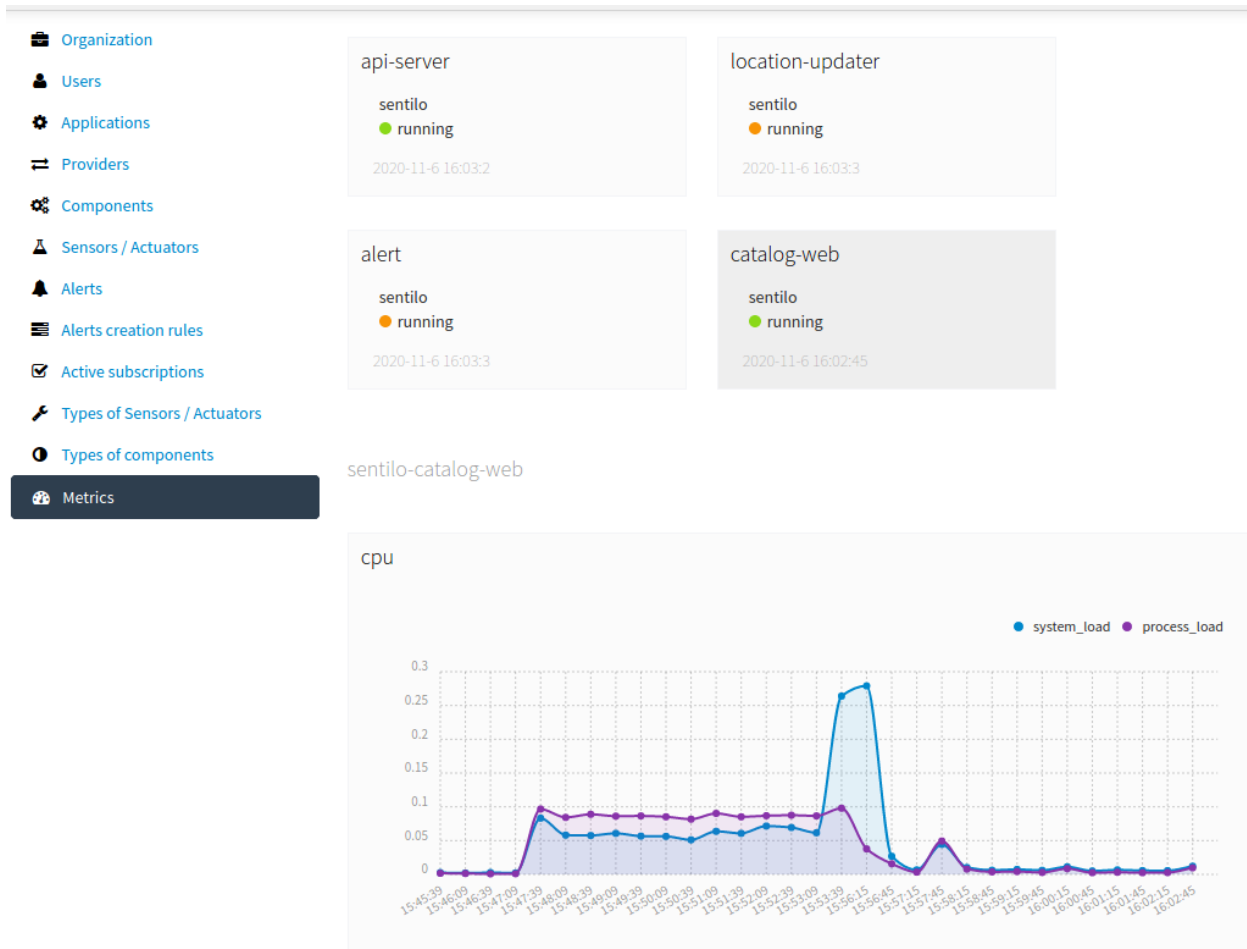 Organization
Users
Applications
Providers
Components
Sensors / Actuators
Alerts
Alerts creation rules
Active subscriptions
Types of Sensors / Actuators
Types of components
Metrics
api-server
sentilo
running
2020-11-6 16:03:2
location-updater
sentilo
running
2020-11-6 16:03:3
alert
sentilo
running
2020-11-6 16:03:3
catalog-web
sentilo
running
2020-11-6 16:02:45
sentilo-catalog-web
cpu
system_load process_load
0.3
0.25
0.2
0.15
0.1
0.05
0
15:45:39 15:46:09 15:46:39 15:47:09 15:47:39 15:48:09 15:48:39 15:49:09 15:49:39 15:50:09 15:50:39 15:51:09 15:51:39 15:52:09 15:52:39 15:53:09 15:53:39 15:56:15 15:56:45 15:57:15 15:57:45 15:58:15 15:58:45 15:59:15 15:59:45 16:00:15 16:00:45 16:01:15 16:01:45 16:02:15 16:02:45